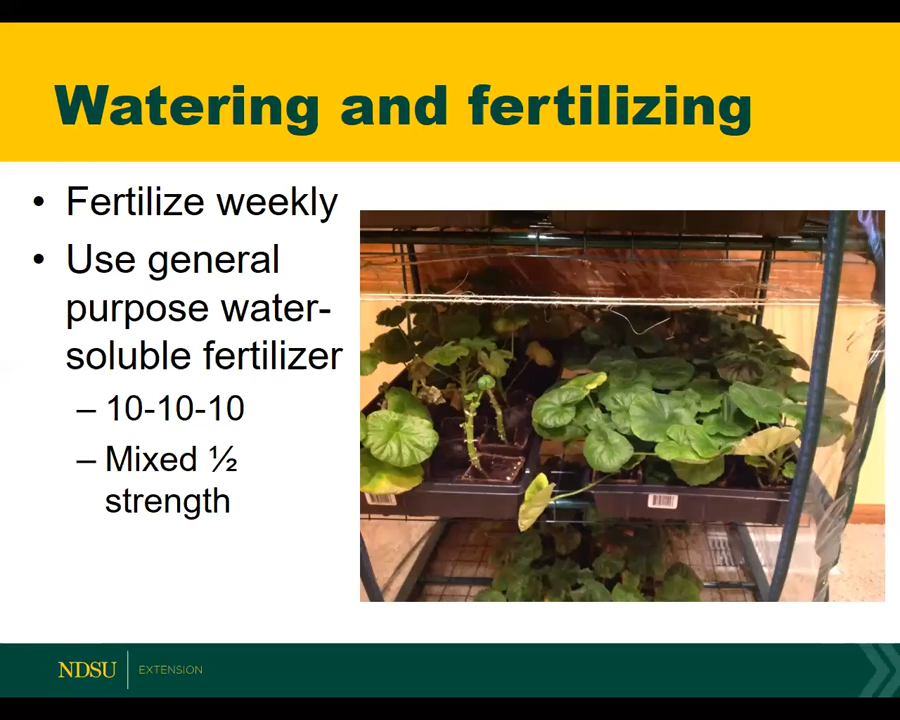 Watering and fertilizing
• Fertilize weekly
• Use general
purpose water-
soluble fertilizer
– 10-10-10
– Mixed ½
strength
NDSU EXTENSION